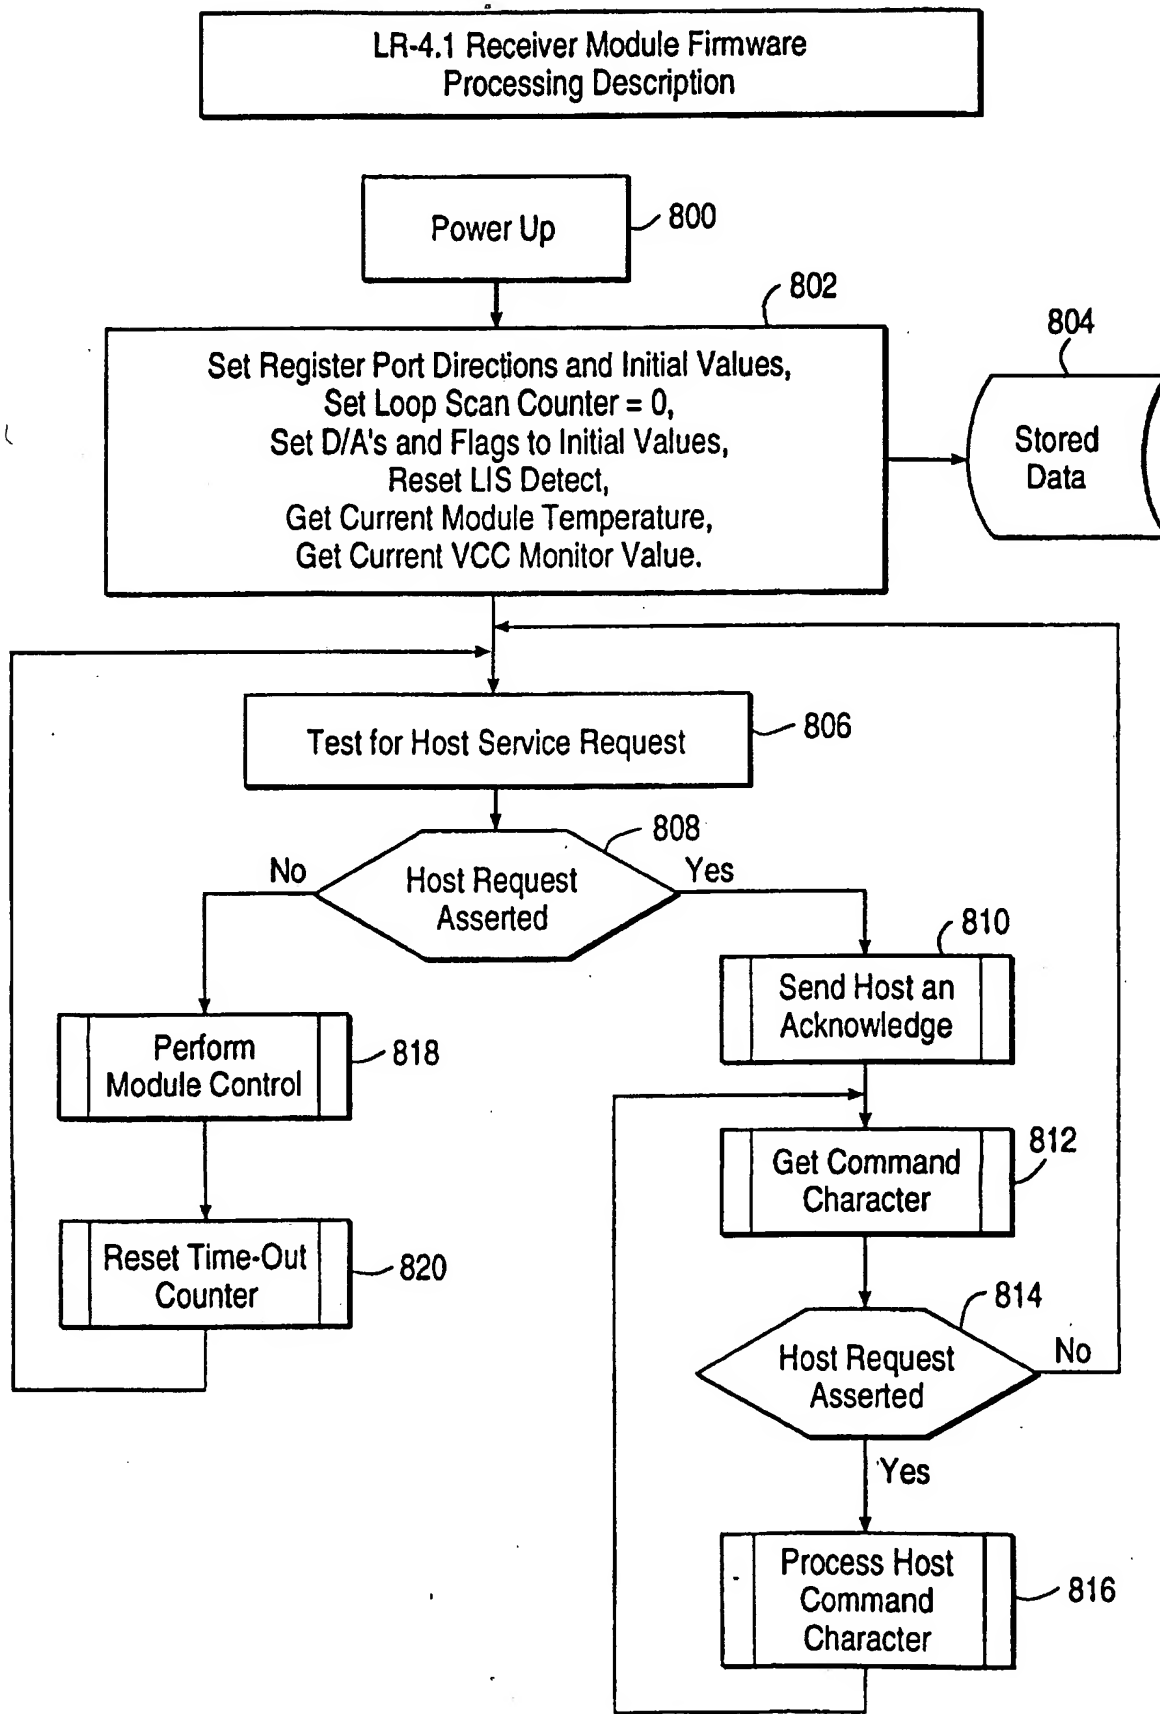 LR-4.1 Receiver Module Firmware
Processing Description
Power Up
800
802
Set Register Port Directions and Initial Values,
Set Loop Scan Counter = 0,
Set D/A's and Flags to Initial Values,
Reset LIS Detect,
Get Current Module Temperature,
Get Current VCC Monitor Value.
804
Stored
Data
Test for Host Service Request
806
808
Host Request
Asserted
No
Yes
810
Send Host an
Acknowledge
Perform
Module Control
818
Get Command
Character
812
Reset Time-Out
Counter
820
814
Host Request
Asserted
No
Yes
Process Host
Command
Character
816